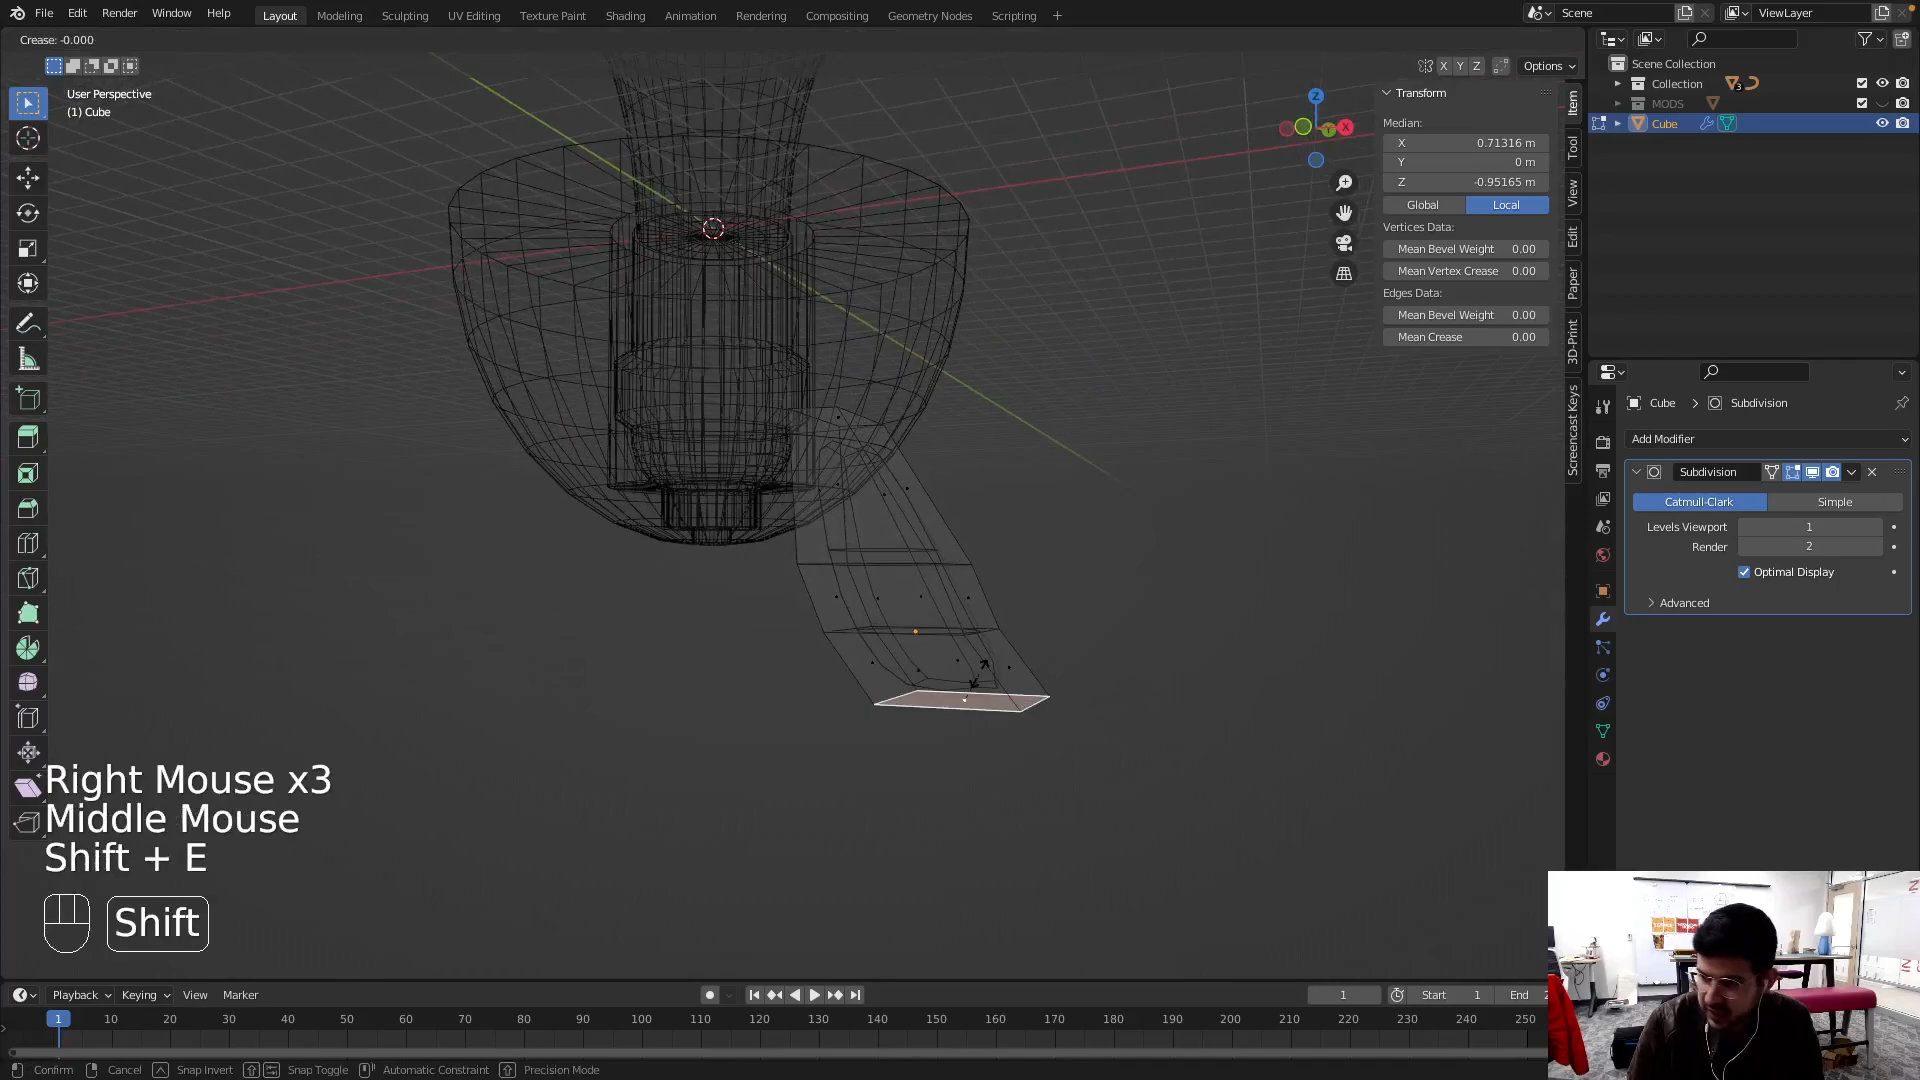 File Edit Render Window Help
Layout Modeling Sculpting UV Editing Texture Paint Shading Animation Rendering Compositing Geometry Nodes Scripting +
Scene
ViewLayer
Crease: -0.000
X Y Z
Options
User Perspective
(1) Cube
Z
X
Y
Transform
Median:
X 0.71316 m
Y 0 m
Z -0.95165 m
Global Local
Vertices Data:
Mean Bevel Weight 0.00
Mean Vertex Crease 0.00
Edges Data:
Mean Bevel Weight 0.00
Mean Crease 0.00
Item
Tool
View
Edit
Paper
3D-Print
Screencast Keys
Scene Collection
Collection 3
MODS
Cube
Cube > Subdivision
Add Modifier
Subdivision
Catmull-Clark Simple
Levels Viewport 1
Render 2
Optimal Display
Advanced
Right Mouse x3
Middle Mouse
Shift + E
Shift
Playback Keying View Marker
1
Start 1
End 2
1 10 20 30 40 50 60 70 80 90 100 110 120 130 140 150 160 170 180 190 200 210 220 230 240 250
Confirm Cancel Snap Invert Snap Toggle Automatic Constraint Precision Mode